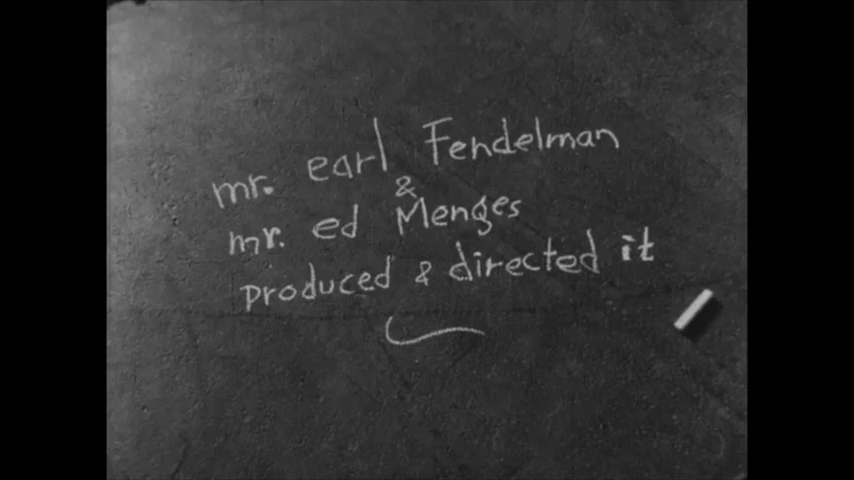 mr. earl Fendelman
&
mr. ed Menges
produced & directed it